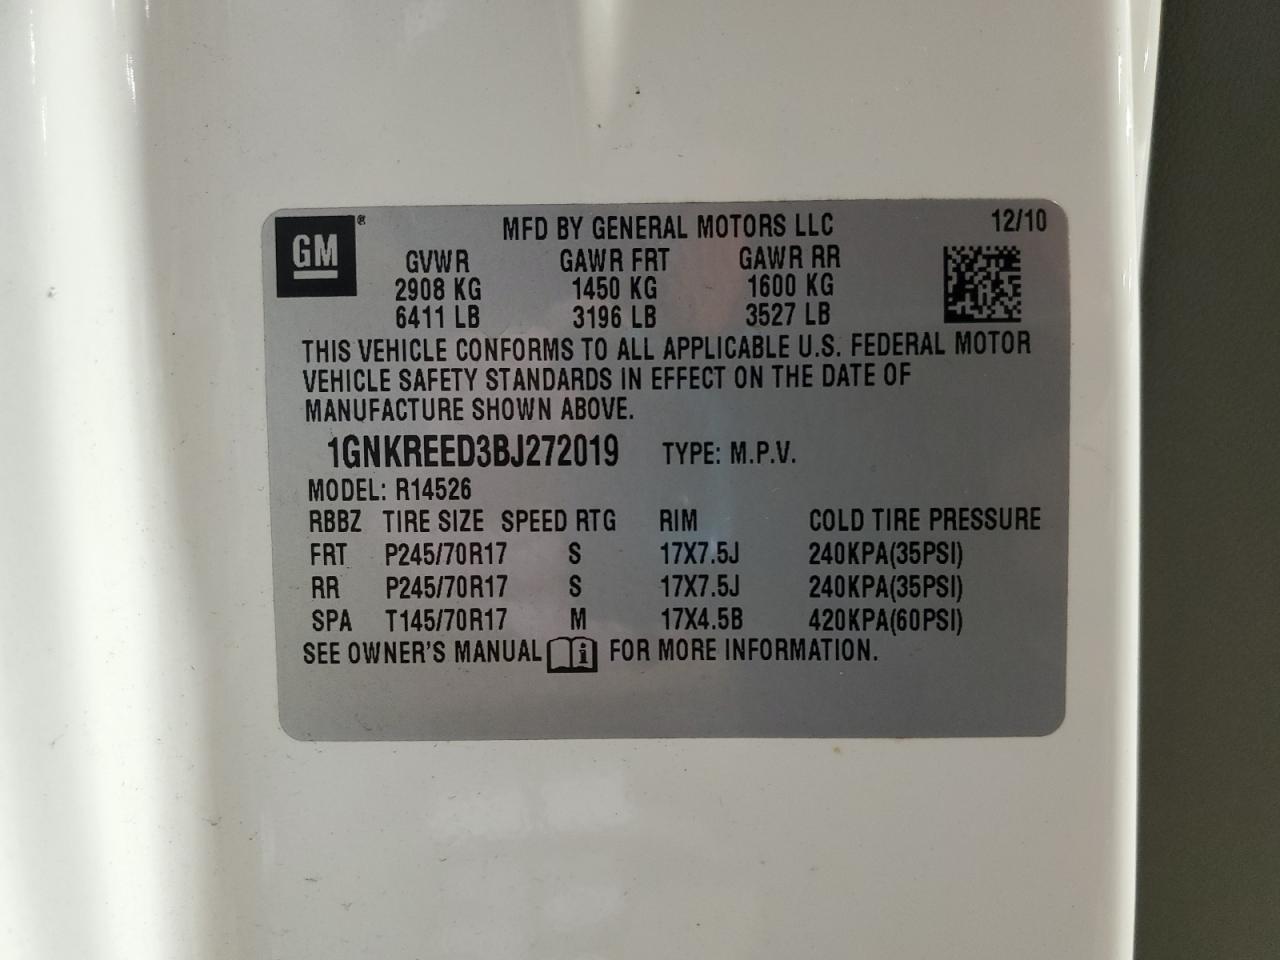 GM ® MFD BY GENERAL MOTORS LLC 12/10
GVWR GAWR FRT GAWR RR
2908 KG 1450 KG 1600 KG
6411 LB 3196 LB 3527 LB
THIS VEHICLE CONFORMS TO ALL APPLICABLE U.S. FEDERAL MOTOR
VEHICLE SAFETY STANDARDS IN EFFECT ON THE DATE OF
MANUFACTURE SHOWN ABOVE.
1GNKREED3BJ272019 TYPE: M.P.V.
MODEL: R14526
RBBZ TIRE SIZE SPEED RTG RIM COLD TIRE PRESSURE
FRT P245/70R17 S 17X7.5J 240KPA(35PSI)
RR P245/70R17 S 17X7.5J 240KPA(35PSI)
SPA T145/70R17 M 17X4.5B 420KPA(60PSI)
SEE OWNER'S MANUAL i FOR MORE INFORMATION.